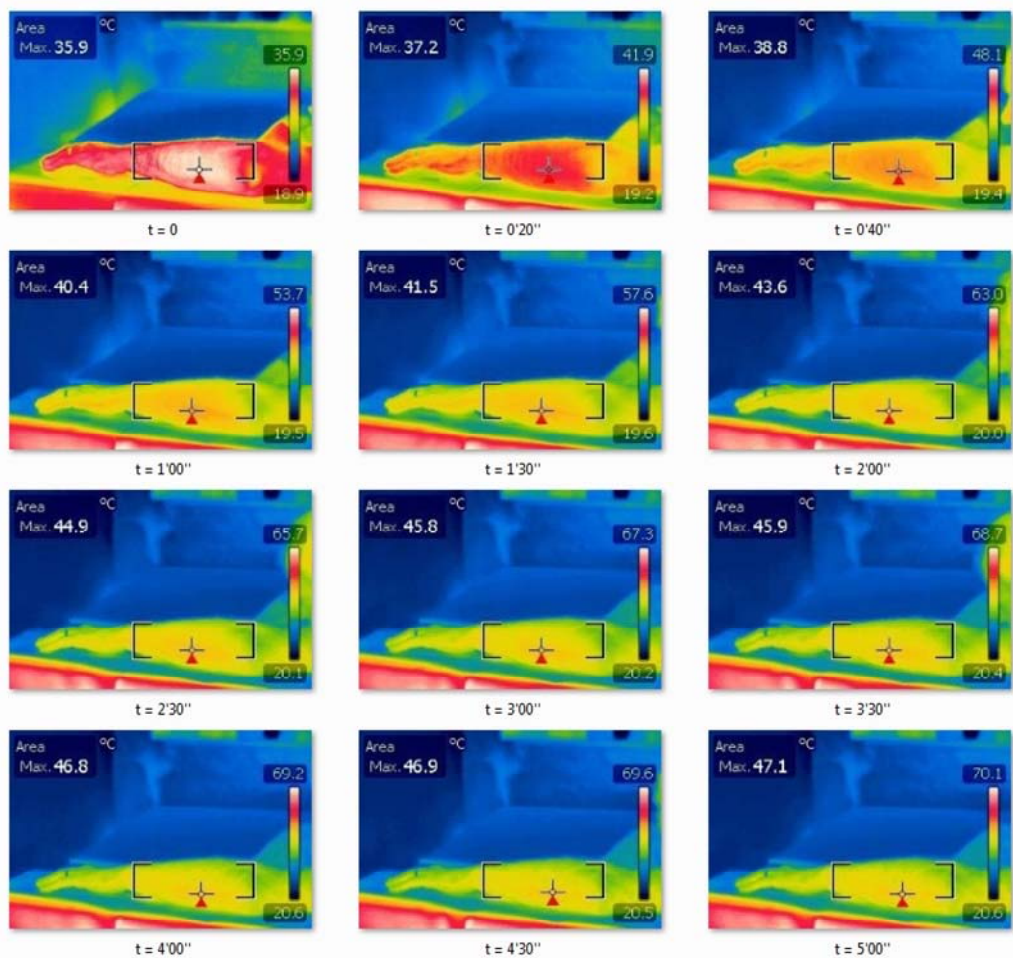 Area °C
Max. 35.9
35.9
18.9
t = 0
Area °C
Max. 37.2
41.9
19.2
t = 0'20''
Area °C
Max. 38.8
48.1
19.4
t = 0'40''
Area °C
Max. 40.4
53.7
19.5
t = 1'00''
Area °C
Max. 41.5
57.6
19.6
t = 1'30''
Area °C
Max. 43.6
63.0
20.0
t = 2'00''
Area °C
Max. 44.9
65.7
20.1
t = 2'30''
Area °C
Max. 45.8
67.3
20.2
t = 3'00''
Area °C
Max. 45.9
68.7
20.4
t = 3'30''
Area °C
Max. 46.8
69.2
20.6
t = 4'00''
Area °C
Max. 46.9
69.6
20.5
t = 4'30''
Area °C
Max. 47.1
70.1
20.6
t = 5'00''